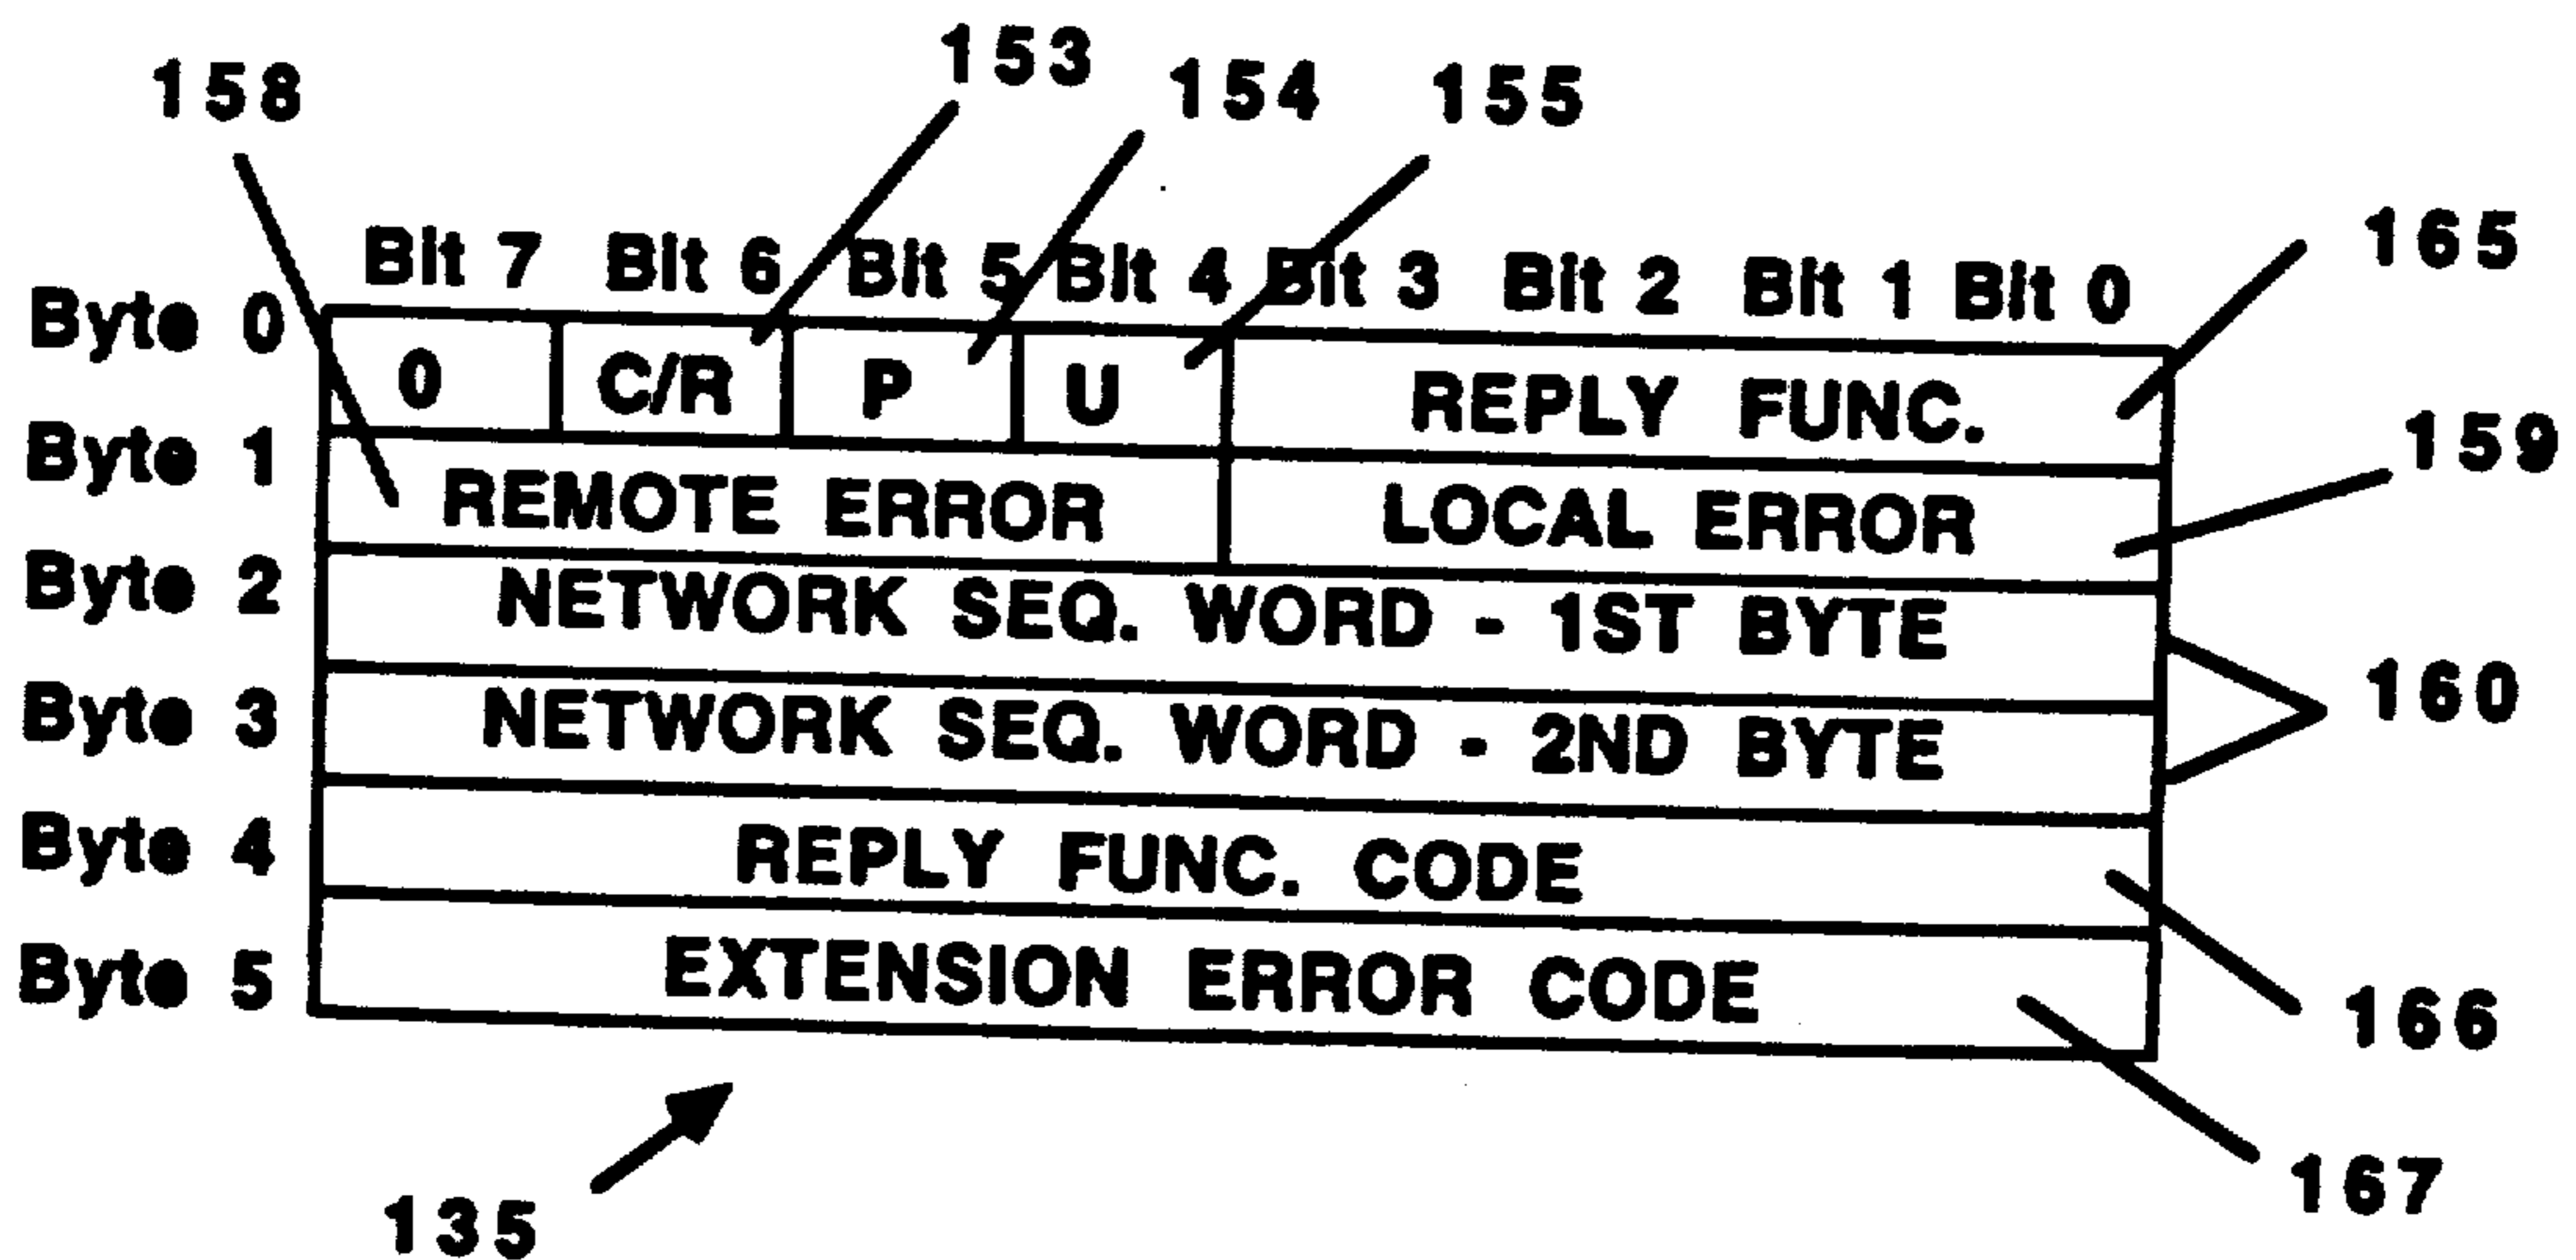 158 153 154 155
Bit 7 Bit 6 Bit 5 Bit 4 Bit 3 Bit 2 Bit 1 Bit 0 165
Byte 0 0 C/R P U REPLY FUNC.
Byte 1 REMOTE ERROR LOCAL ERROR 159
Byte 2 NETWORK SEQ. WORD - 1ST BYTE
Byte 3 NETWORK SEQ. WORD - 2ND BYTE 160
Byte 4 REPLY FUNC. CODE
Byte 5 EXTENSION ERROR CODE 166
135 167